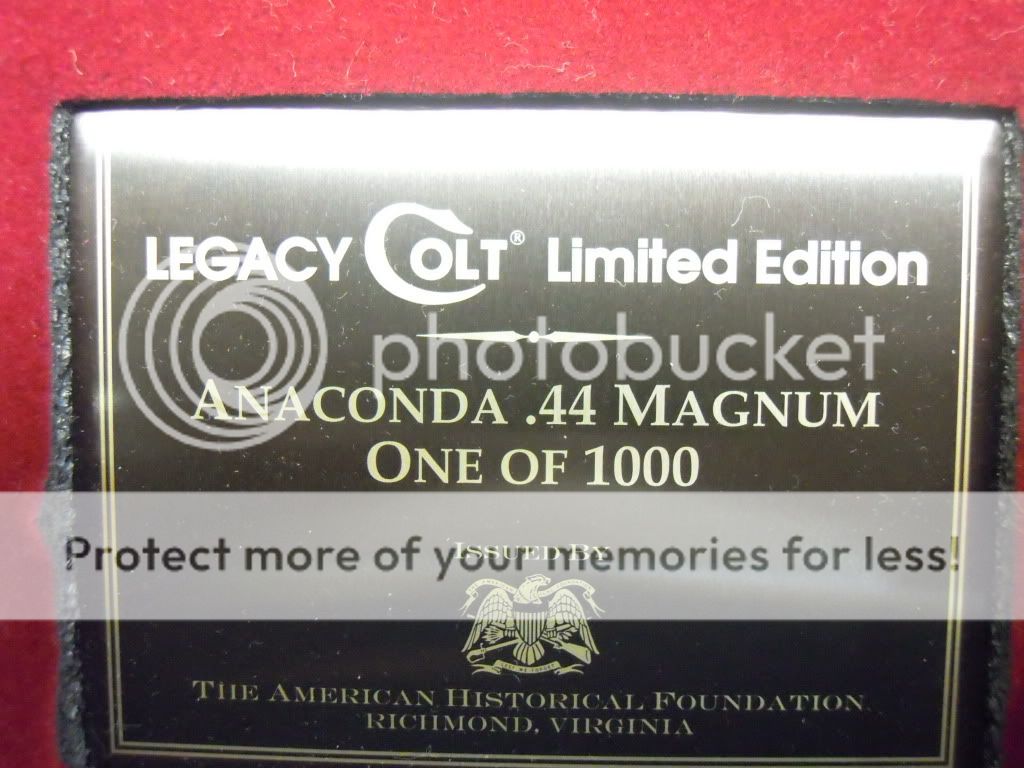 LEGACY COLT® Limited Edition
photobucket
ANACONDA .44 MAGNUM
ONE OF 1000
Protect more of your memories for less!
ISSUED BY
THE AMERICAN HISTORICAL FOUNDATION
RICHMOND, VIRGINIA